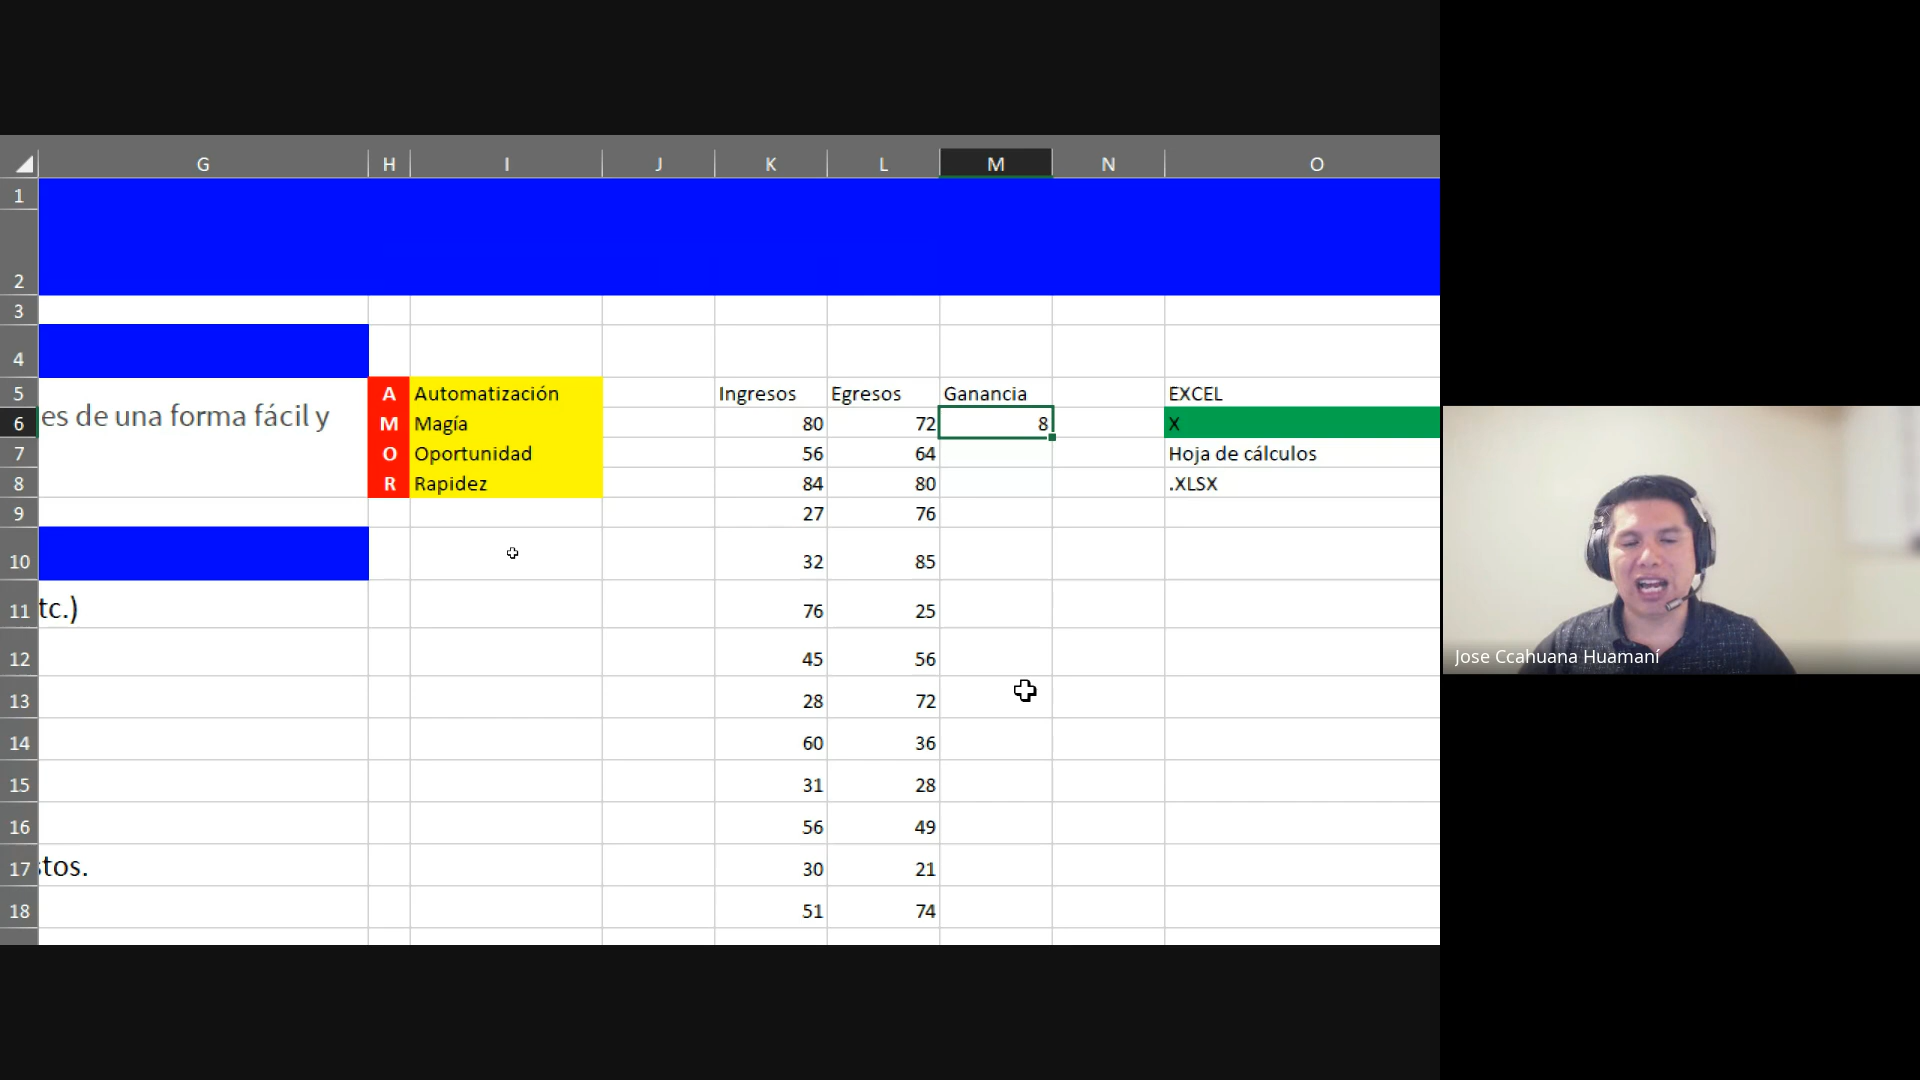 G H I J K L M N O
1
2
3
4
5 A Automatización Ingresos Egresos Ganancia EXCEL
es de una forma fácil y
6 M Magía 80 72 8 X
7 O Oportunidad 56 64 Hoja de cálculos
8 R Rapidez 84 80 .XLSX
9 27 76
10 32 85
11 tc.) 76 25
12 45 56
13 28 72
14 60 36
15 31 28
16 56 49
17 stos. 30 21
18 51 74
Jose Ccahuana Huamaní